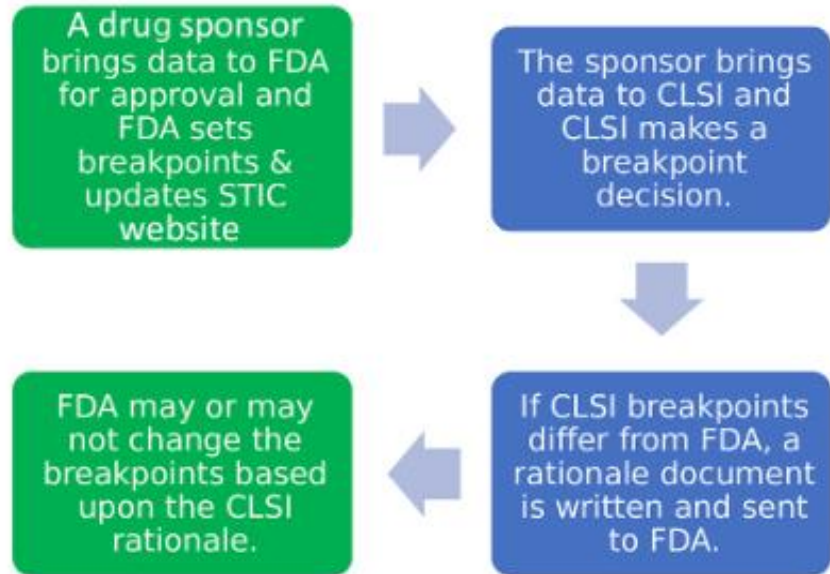 A drug sponsor
brings data to FDA
for approval and
FDA sets
breakpoints &
updates STIC
website
The sponsor brings
data to CLSI and
CLSI makes a
breakpoint
decision.
If CLSI breakpoints
differ from FDA, a
rationale document
is written and sent
to FDA.
FDA may or may
not change the
breakpoints based
upon the CLSI
rationale.